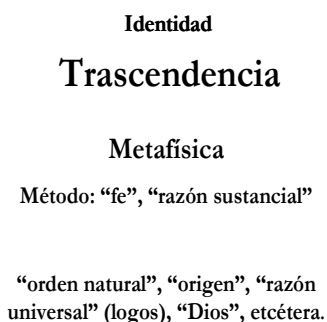 Identidad
Trascendencia
Metafísica
Método: “fe”, “razón sustancial”
“orden natural”, “origen”, “razón
universal” (logos), “Dios”, etcétera.